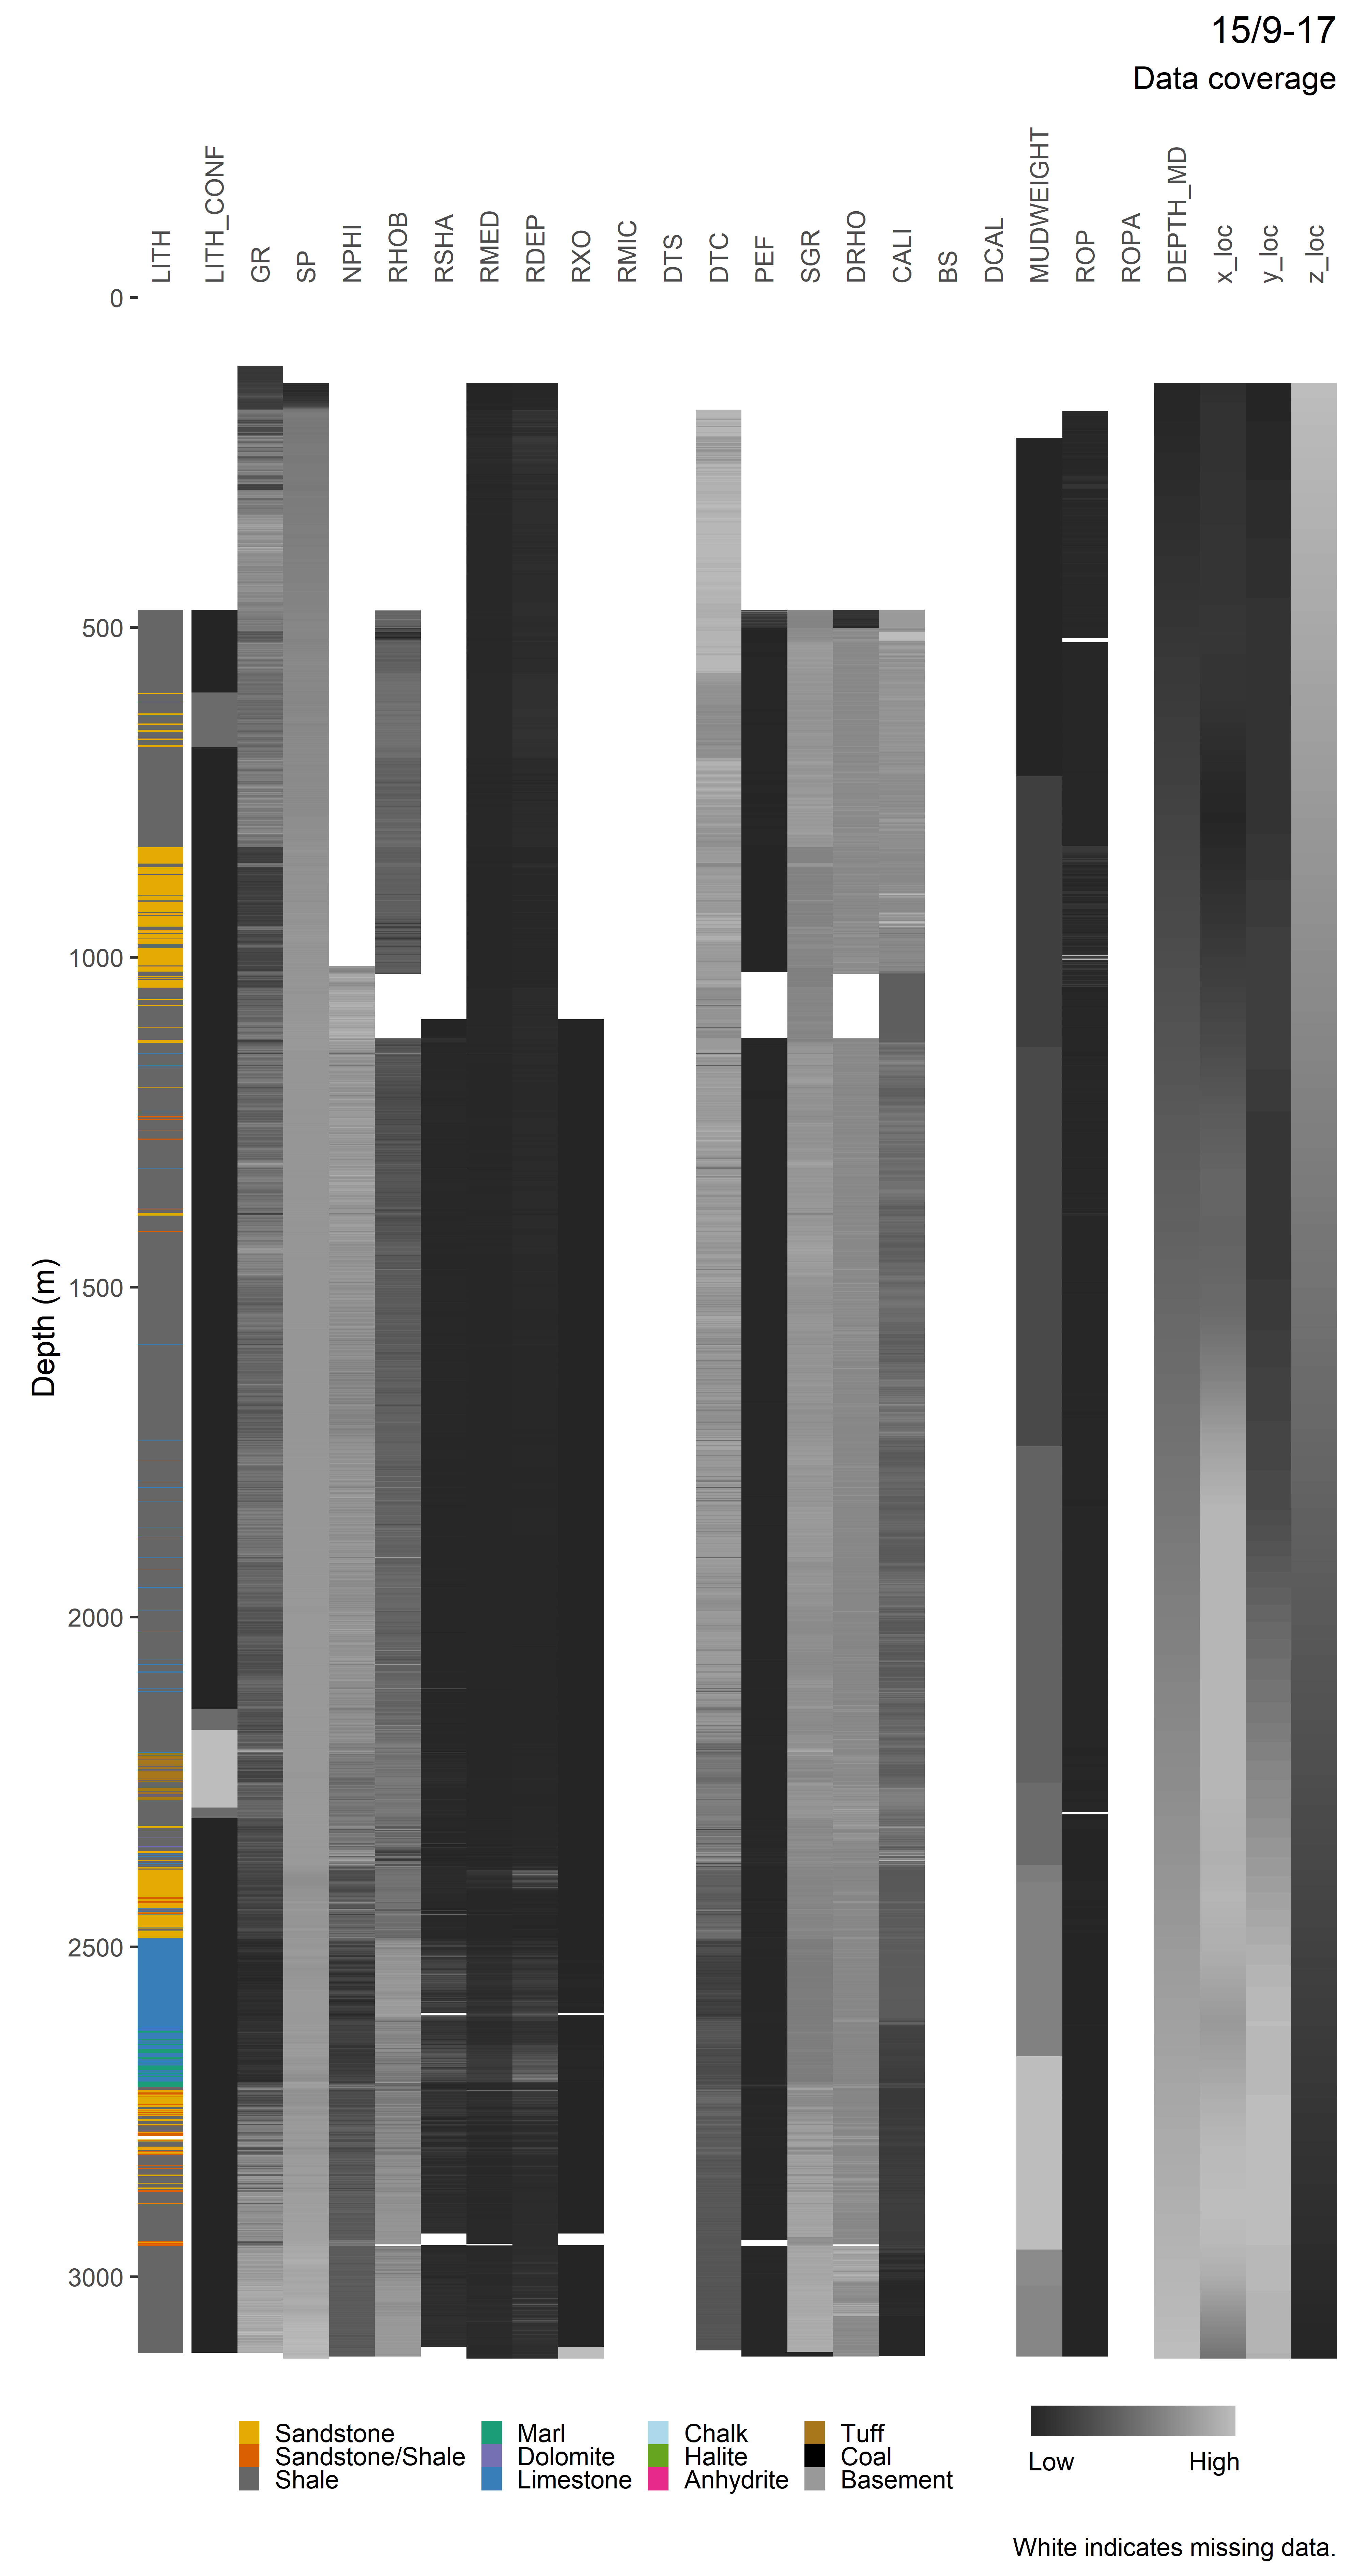 15/9-17
Data coverage
LITH
LITH_CONF
GR
SP
NPHI
RHOB
RSHA
RMED
RDEP
RXO
RMIC
DTS
DTC
PEF
SGR
DRHO
CALI
BS
DCAL
MUDWEIGHT
ROP
ROPA
DEPTH_MD
x_loc
y_loc
z_loc
0
500
1000
1500
2000
2500
3000
Depth (m)
Sandstone
Sandstone/Shale
Shale
Marl
Dolomite
Limestone
Chalk
Halite
Anhydrite
Tuff
Coal
Basement
Low High
White indicates missing data.